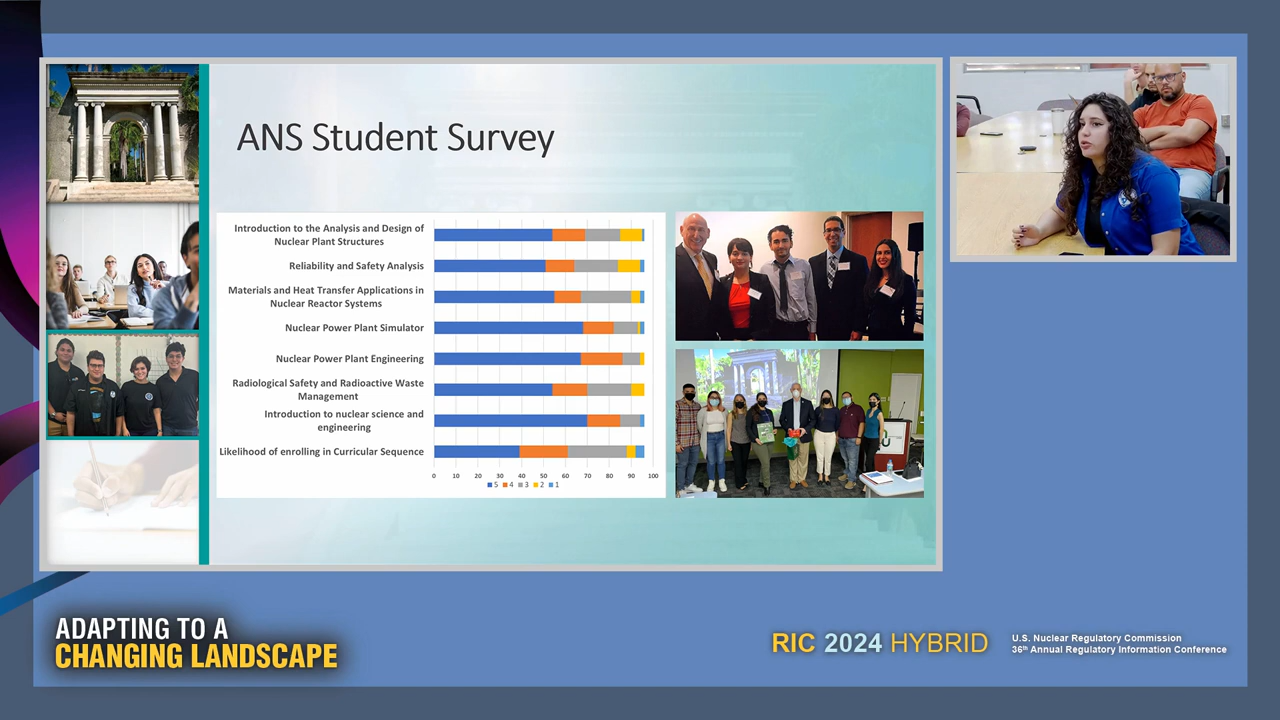 ANS Student Survey
Introduction to the Analysis and Design of
Nuclear Plant Structures
Reliability and Safety Analysis
Materials and Heat Transfer Applications in
Nuclear Reactor Systems
Nuclear Power Plant Simulator
Nuclear Power Plant Engineering
Radiological Safety and Radioactive Waste
Management
Introduction to nuclear science and
engineering
Likelihood of enrolling in Curricular Sequence
0 10 20 30 40 50 60 70 80 90 100
5 4 3 2 1
ADAPTING TO A
CHANGING LANDSCAPE
RIC 2024 HYBRID
U.S. Nuclear Regulatory Commission
36th Annual Regulatory Information Conference